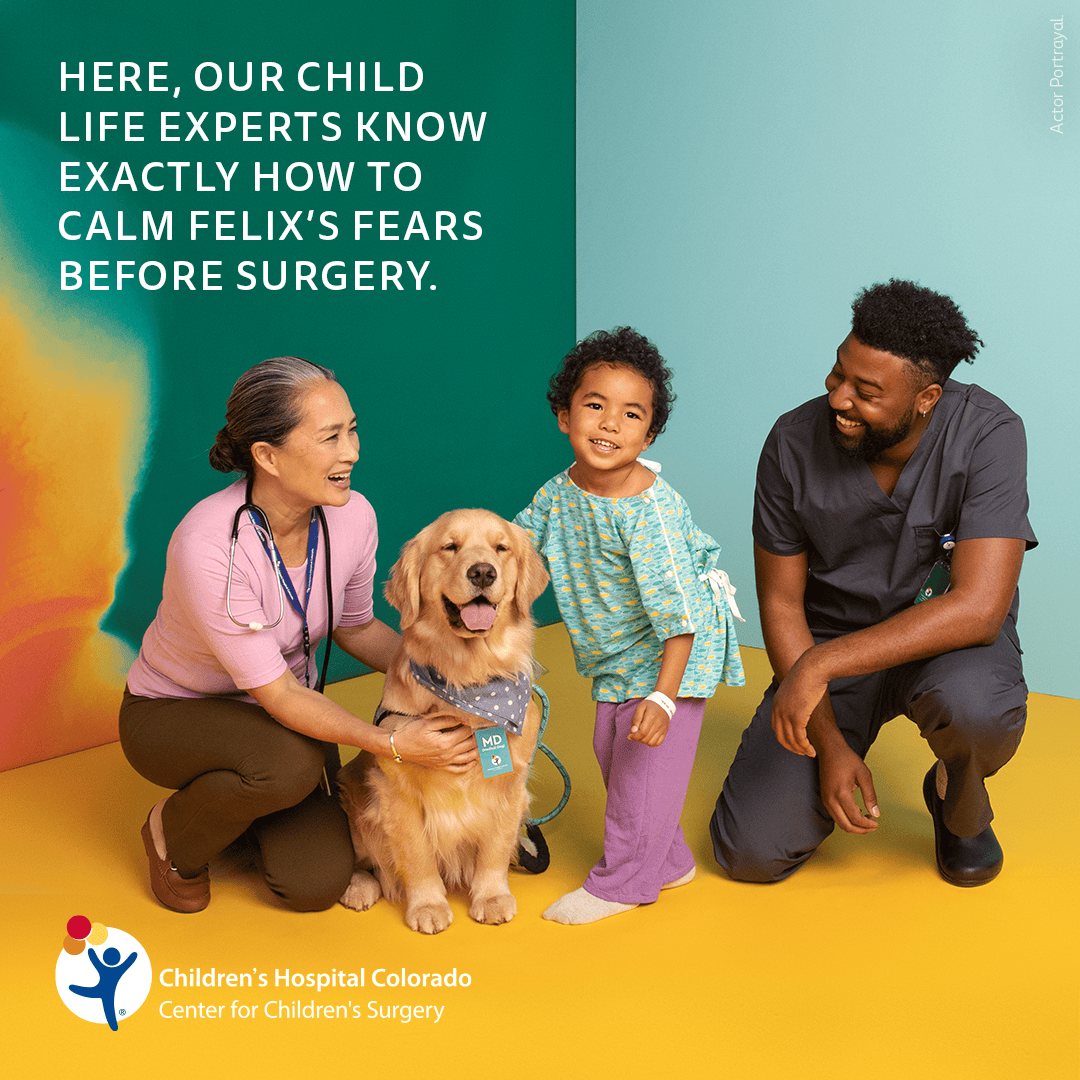 HERE, OUR CHILD
LIFE EXPERTS KNOW
EXACTLY HOW TO
CALM FELIX'S FEARS
BEFORE SURGERY.
Actor Portrayal.
MD
®
Children's Hospital Colorado
Center for Children's Surgery